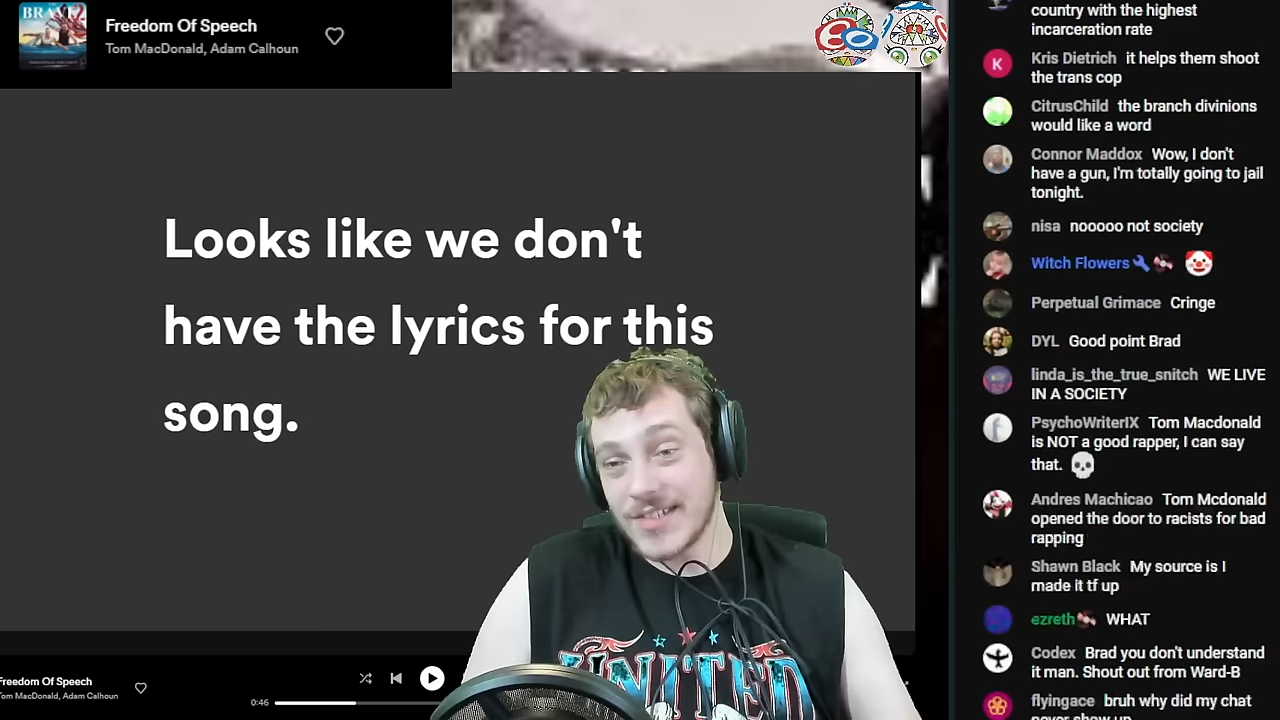 BRAVE
Freedom Of Speech
Tom MacDonald, Adam Calhoun
Looks like we don't
have the lyrics for this
song.
UNITED
Freedom Of Speech
Tom MacDonald, Adam Calhoun
0:46
country with the highest
incarceration rate
K
Kris Dietrich it helps them shoot
the trans cop
CitrusChild the branch divinions
would like a word
Connor Maddox Wow, I don't
have a gun, I'm totally going to jail
tonight.
nisa nooooo not society
Witch Flowers
Perpetual Grimace Cringe
DYL Good point Brad
linda_is_the_true_snitch WE LIVE
IN A SOCIETY
PsychoWriterIX Tom Macdonald
is NOT a good rapper, I can say
that.
Andres Machicao Tom Mcdonald
opened the door to racists for bad
rapping
Shawn Black My source is I
made it tf up
ezreth WHAT
Codex Brad you don't understand
it man. Shout out from Ward-B
flyingace bruh why did my chat
never show up